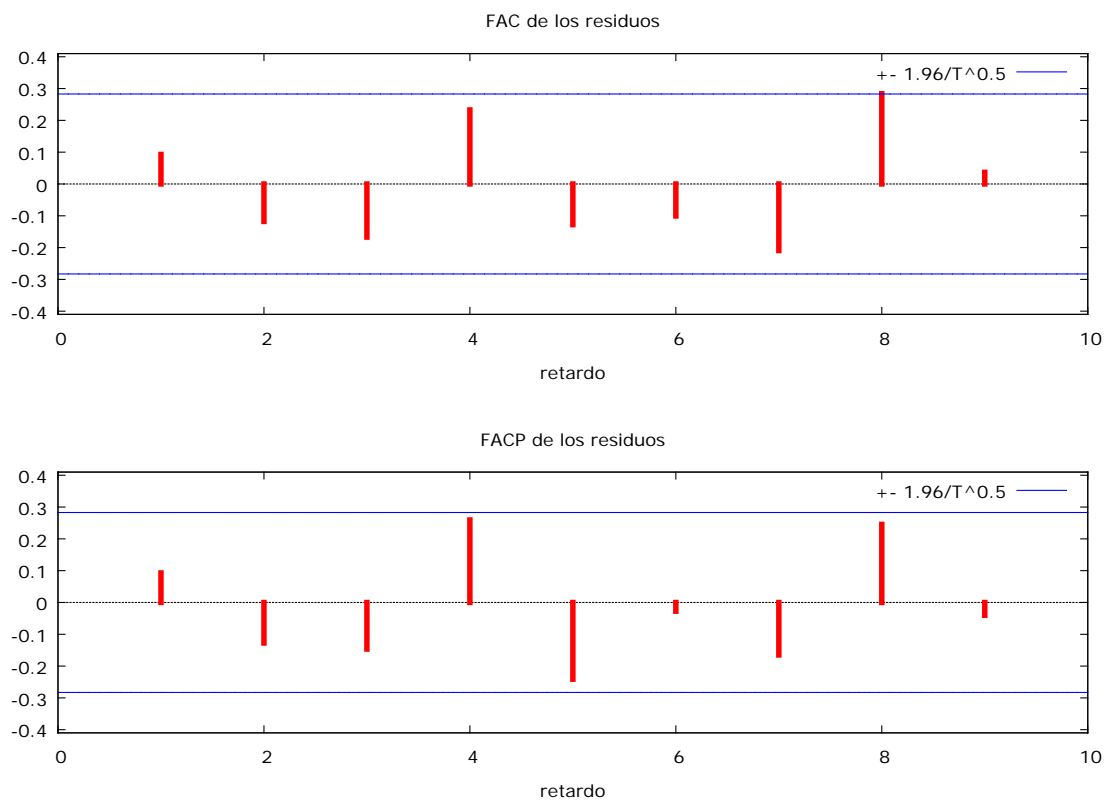 FAC de los residuos
+- 1.96/T^0.5
0.4
0.3
0.2
0.1
0
-0.1
-0.2
-0.3
-0.4
0 2 4 6 8 10
retardo
FACP de los residuos
+- 1.96/T^0.5
0.4
0.3
0.2
0.1
0
-0.1
-0.2
-0.3
-0.4
0 2 4 6 8 10
retardo